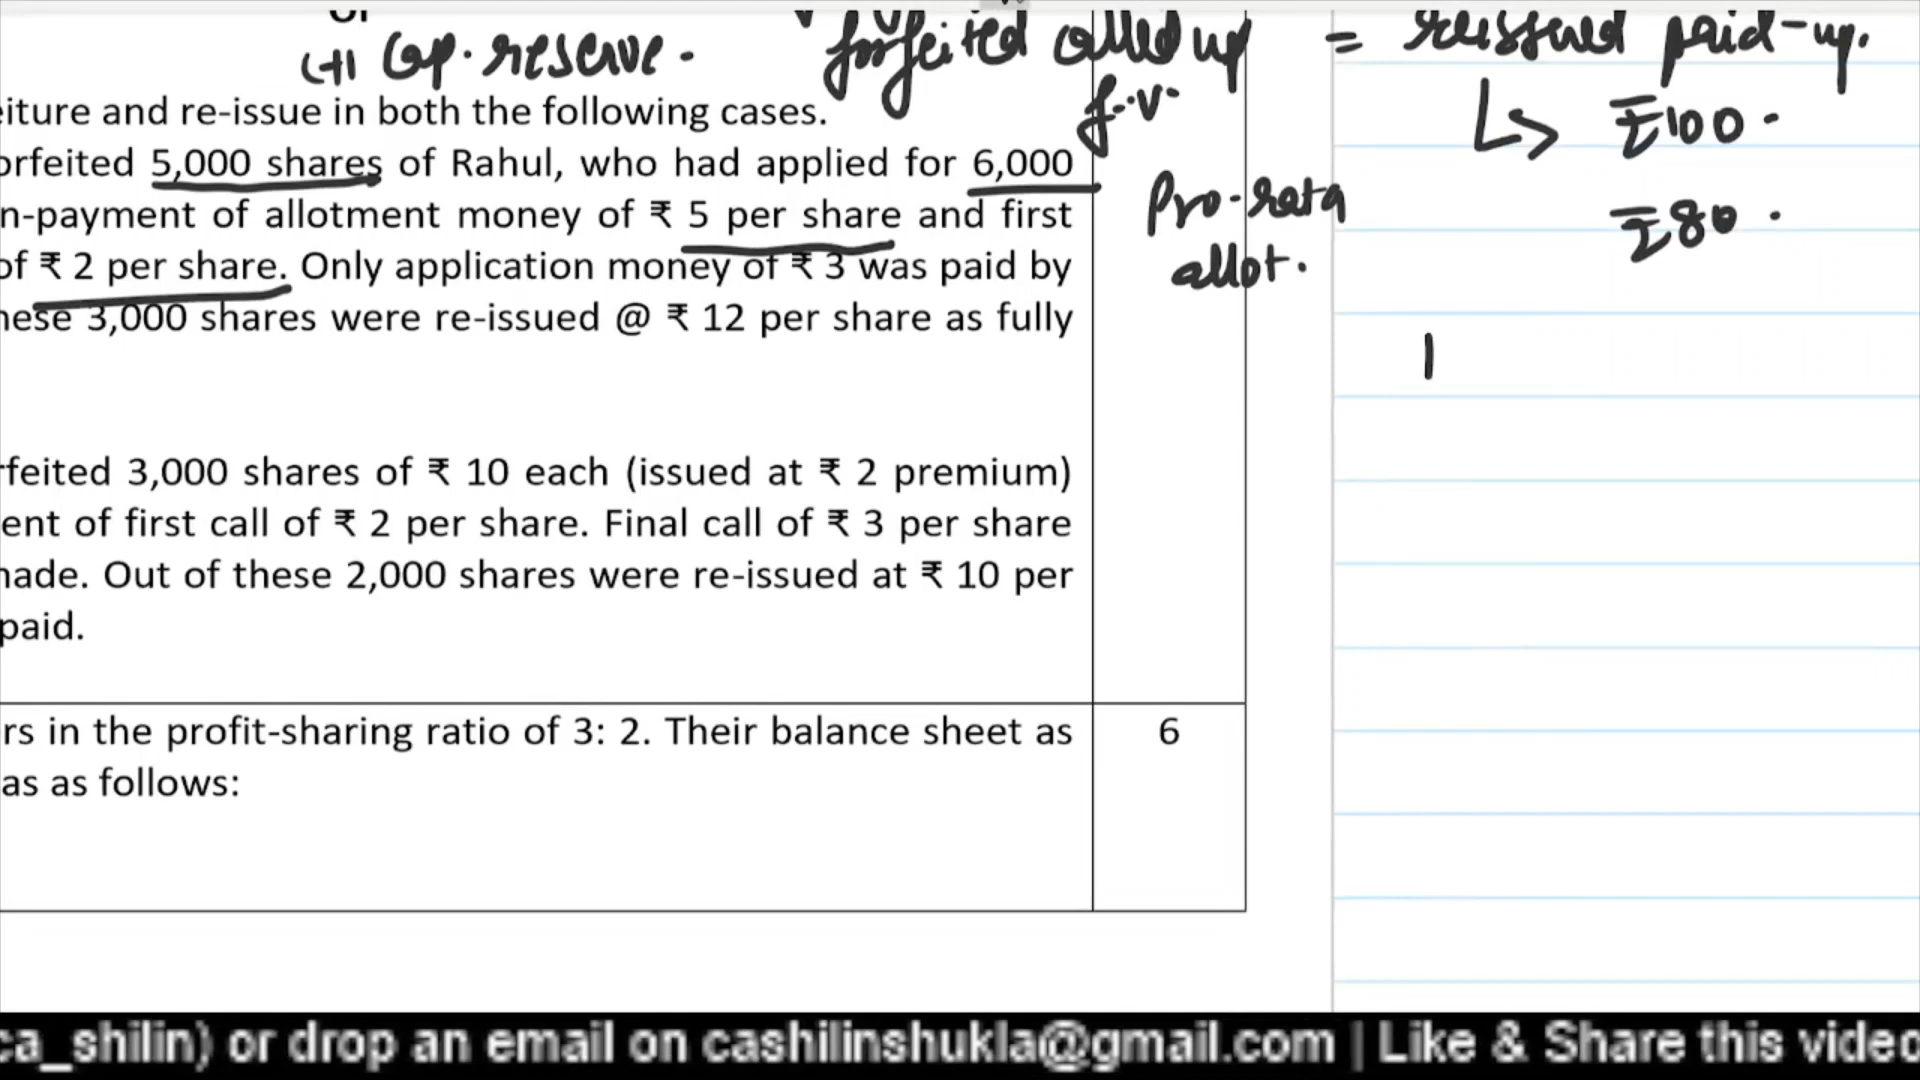 or
(+) Cap. reserve.
forfeited called up = reissued paid-up.
f.v.
↳ ₹100.
₹80.
eiture and re-issue in both the following cases.
orfeited 5,000 shares of Rahul, who had applied for 6,000
n-payment of allotment money of ₹ 5 per share and first
of ₹ 2 per share. Only application money of ₹ 3 was paid by
hese 3,000 shares were re-issued @ ₹ 12 per share as fully
Pro-rata
allot.
rfeited 3,000 shares of ₹ 10 each (issued at ₹ 2 premium)
ent of first call of ₹ 2 per share. Final call of ₹ 3 per share
nade. Out of these 2,000 shares were re-issued at ₹ 10 per
paid.
rs in the profit-sharing ratio of 3: 2. Their balance sheet as
as as follows:
6
ca_shilin) or drop an email on cashilinshukla@gmail.com | Like & Share this video